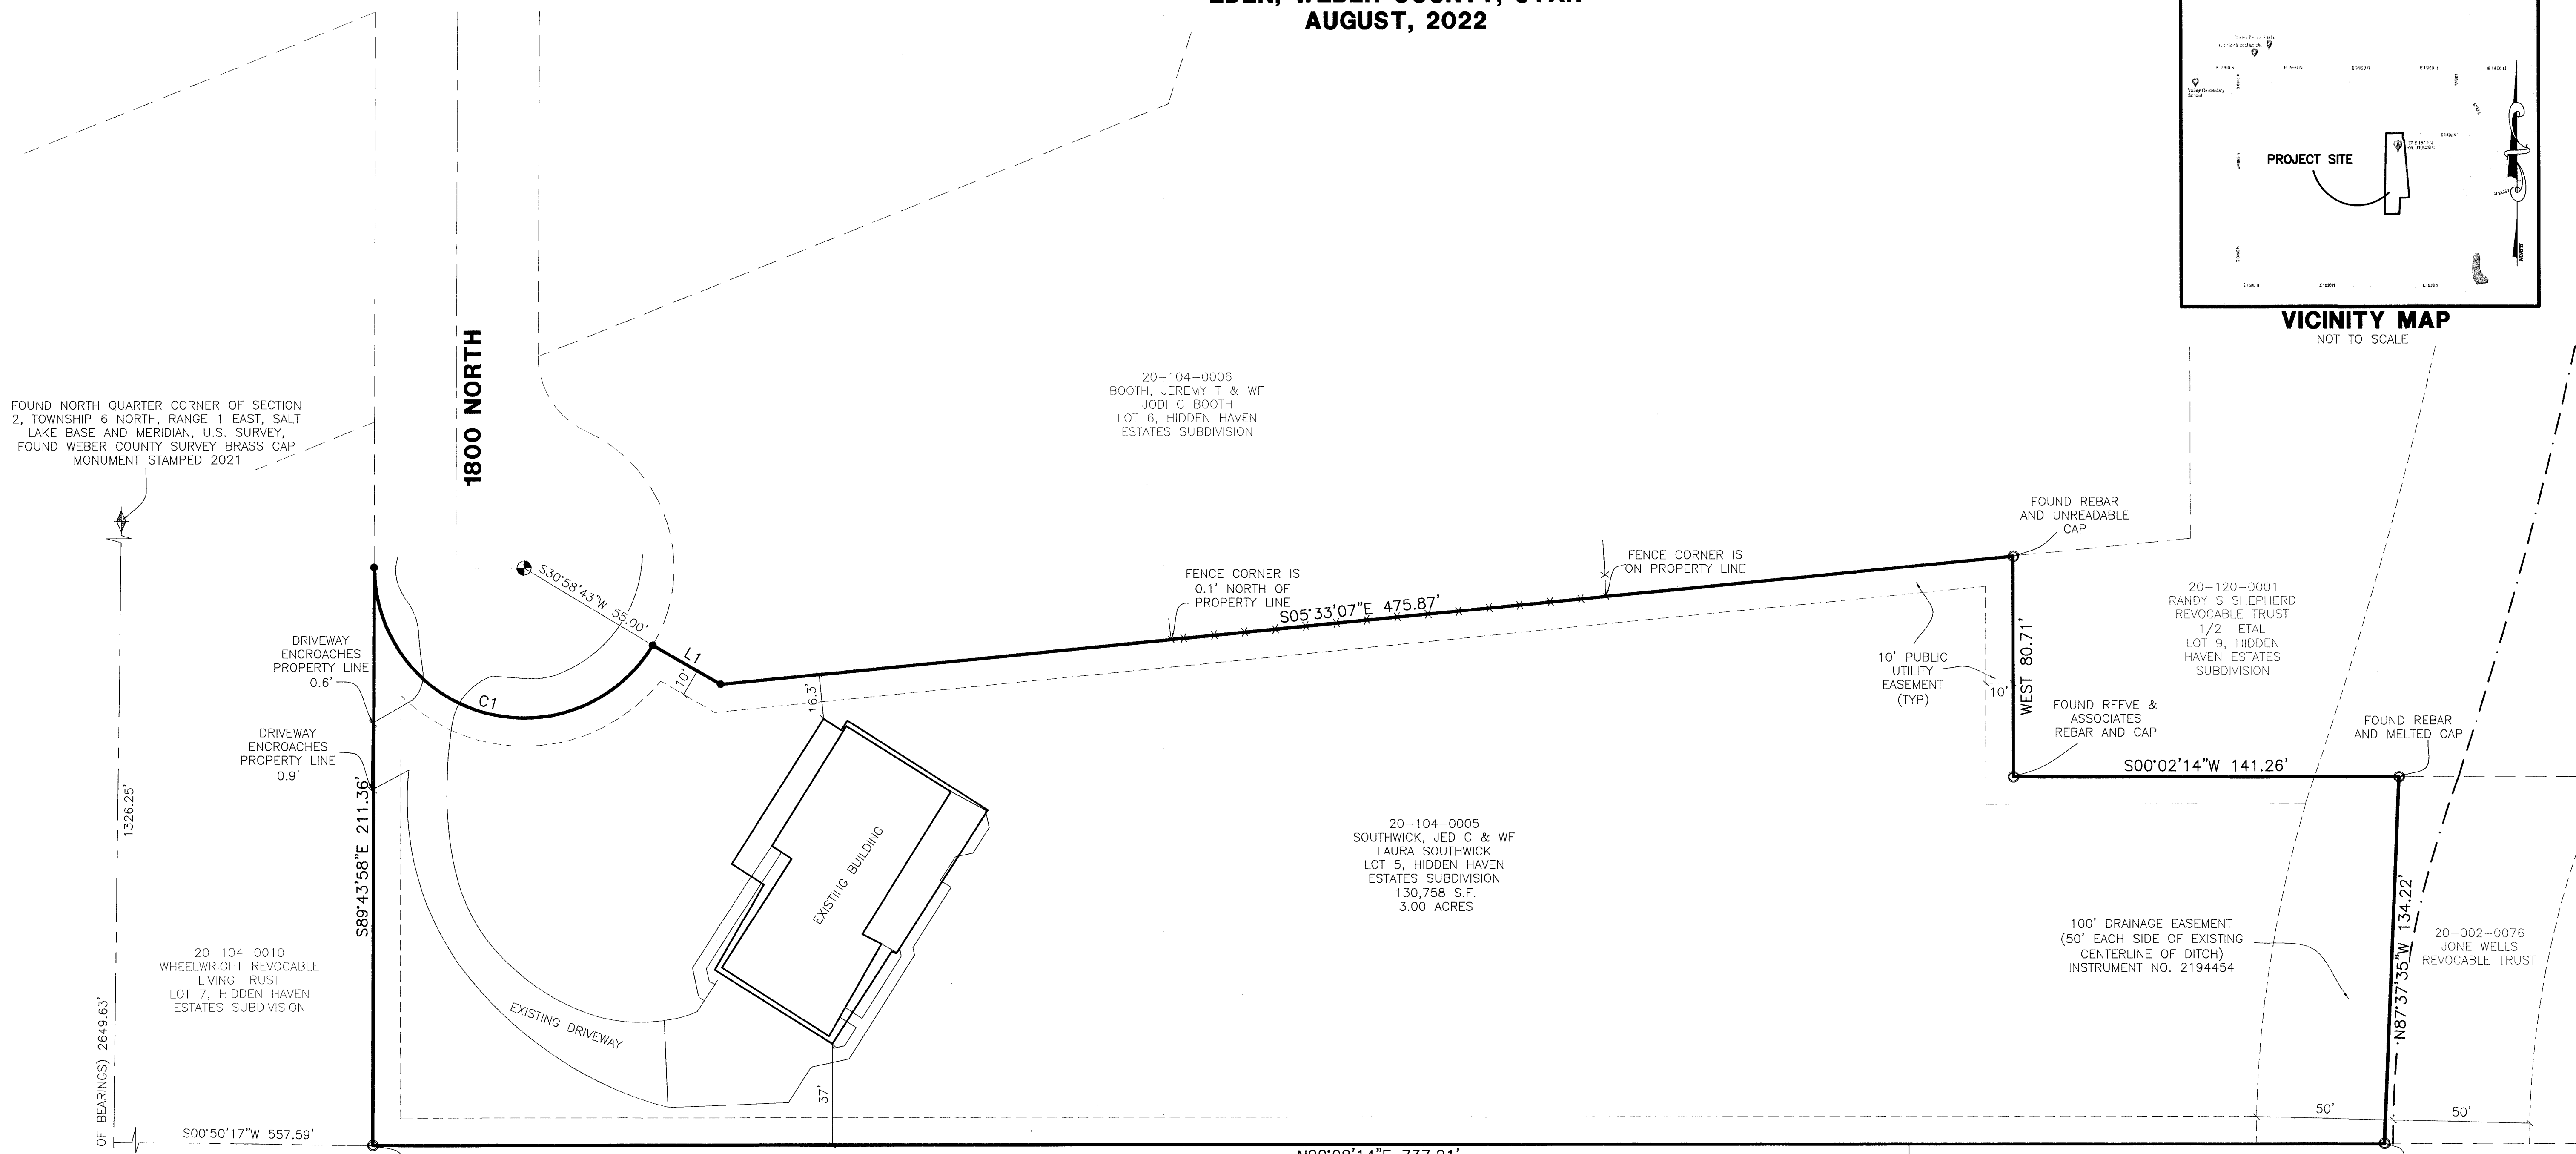 AUGUST, 2022
PROJECT SITE
VICINITY MAP
NOT TO SCALE
1800 NORTH
FOUND NORTH QUARTER CORNER OF SECTION
2, TOWNSHIP 6 NORTH, RANGE 1 EAST, SALT
LAKE BASE AND MERIDIAN, U.S. SURVEY,
FOUND WEBER COUNTY SURVEY BRASS CAP
MONUMENT STAMPED 2021
20-104-0006
BOOTH, JEREMY T & WF
JODI C BOOTH
LOT 6, HIDDEN HAVEN
ESTATES SUBDIVISION
FOUND REBAR
AND UNREADABLE
CAP
S30°58'43"W 55.00'
FENCE CORNER IS
0.1' NORTH OF
PROPERTY LINE
FENCE CORNER IS
ON PROPERTY LINE
S05°33'07"E 475.87'
L1
10'
16.3'
C1
DRIVEWAY
ENCROACHES
PROPERTY LINE
0.6'
DRIVEWAY
ENCROACHES
PROPERTY LINE
0.9'
10' PUBLIC
UTILITY
EASEMENT
(TYP)
10'
WEST 80.71'
20-120-0001
RANDY S SHEPHERD
REVOCABLE TRUST
1/2 ETAL
LOT 9, HIDDEN
HAVEN ESTATES
SUBDIVISION
FOUND REEVE &
ASSOCIATES
REBAR AND CAP
FOUND REBAR
AND MELTED CAP
S00°02'14"W 141.26'
1326.25'
S89°43'58"E 211.36'
EXISTING BUILDING
20-104-0005
SOUTHWICK, JED C & WF
LAURA SOUTHWICK
LOT 5, HIDDEN HAVEN
ESTATES SUBDIVISION
130,758 S.F.
3.00 ACRES
20-104-0010
WHEELWRIGHT REVOCABLE
LIVING TRUST
LOT 7, HIDDEN HAVEN
ESTATES SUBDIVISION
EXISTING DRIVEWAY
100' DRAINAGE EASEMENT
(50' EACH SIDE OF EXISTING
CENTERLINE OF DITCH)
INSTRUMENT NO. 2194454
N87°37'35"W 134.22'
20-002-0076
JONE WELLS
REVOCABLE TRUST
OF BEARINGS) 2649.63'
37'
50'
50'
S00°50'17"W 557.59'